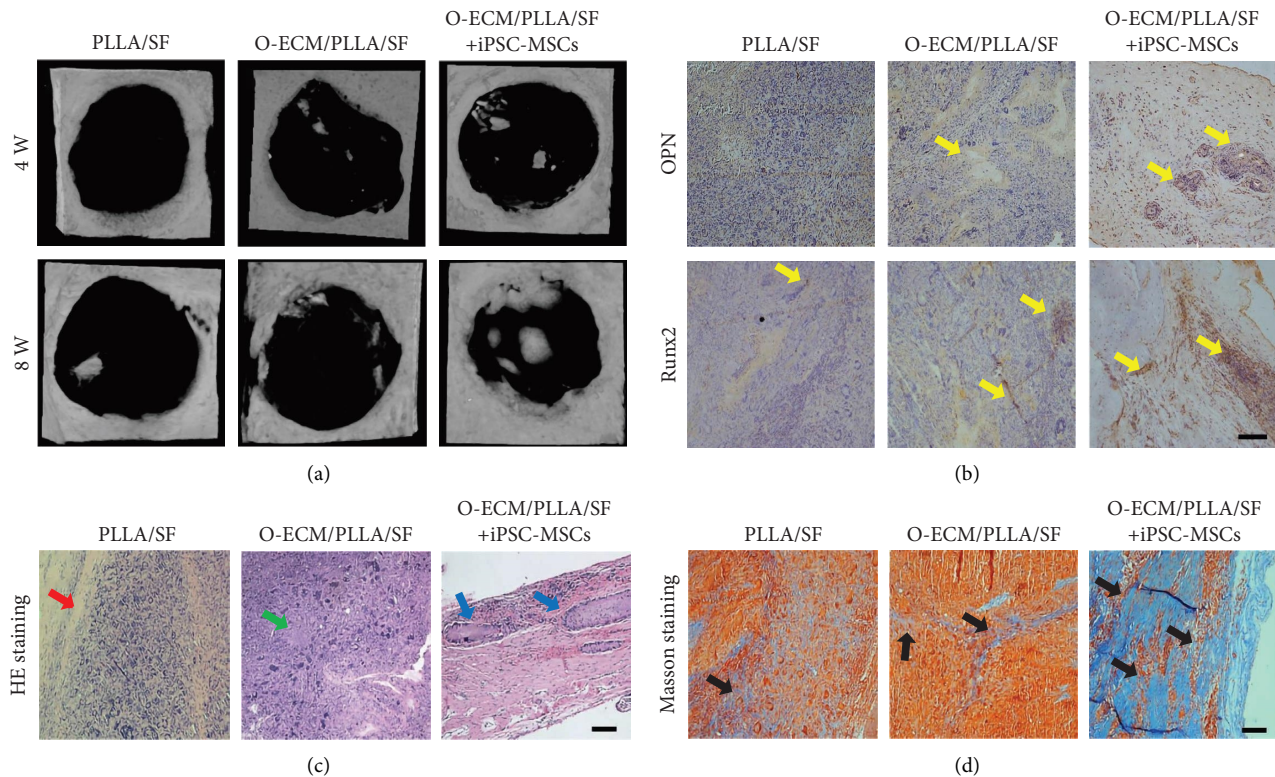 PLLA/SF
O-ECM/PLLA/SF
O-ECM/PLLA/SF
+iPSC-MSCs
4 W
8 W
(a)
PLLA/SF
O-ECM/PLLA/SF
O-ECM/PLLA/SF
+iPSC-MSCs
OPN
Runx2
(b)
PLLA/SF
O-ECM/PLLA/SF
O-ECM/PLLA/SF
+iPSC-MSCs
HE staining
(c)
PLLA/SF
O-ECM/PLLA/SF
O-ECM/PLLA/SF
+iPSC-MSCs
Masson staining
(d)